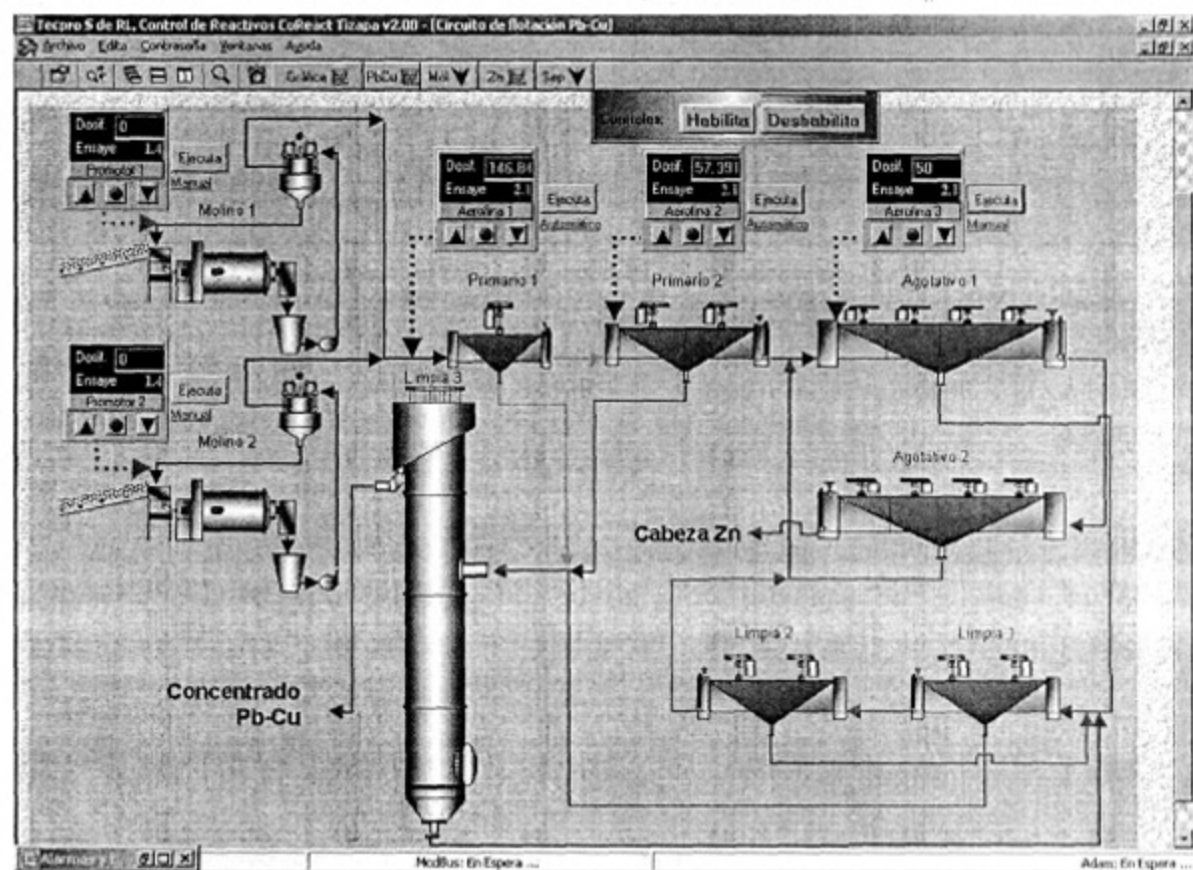 Tecpro S de RL, Control de Reactivos CoReact Tizapa v2.00 - [Circuito de flotación Pb-Cu]
Archivo Edita Contraseña Ventanas Ayuda
Gráfica PbCu Mol Zn Sep
Controles: Habilita Deshabilita
Dosif. 0
Ensaye 1.4
Promotor 1
Ejecuta
Manual
Molino 1
Dosif. 146.84
Ensaye 2.1
Aerofina 1
Ejecuta
Automático
Dosif. 57.391
Ensaye 2.1
Aerofina 2
Ejecuta
Automático
Dosif. 50
Ensaye 2.1
Aerofina 3
Ejecuta
Manual
Primario 1
Primario 2
Agotativo 1
Dosif. 0
Ensaye 1.4
Promotor 2
Ejecuta
Manual
Molino 2
Limpia 3
Agotativo 2
Cabeza Zn
Limpia 2
Limpia 1
Concentrado
Pb-Cu
Alarmas y
ModBus: En Espera ...
Adam: En Espera ...